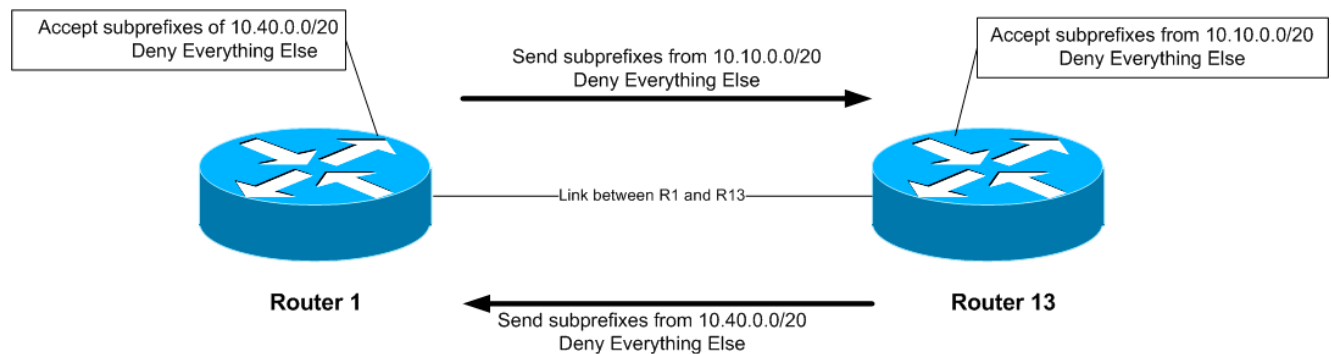 Accept subprefixes of 10.40.0.0/20
Deny Everything Else
Send subprefixes from 10.10.0.0/20
Deny Everything Else
Accept subprefixes from 10.10.0.0/20
Deny Everything Else
Link between R1 and R13
Router 1
Router 13
Send subprefixes from 10.40.0.0/20
Deny Everything Else